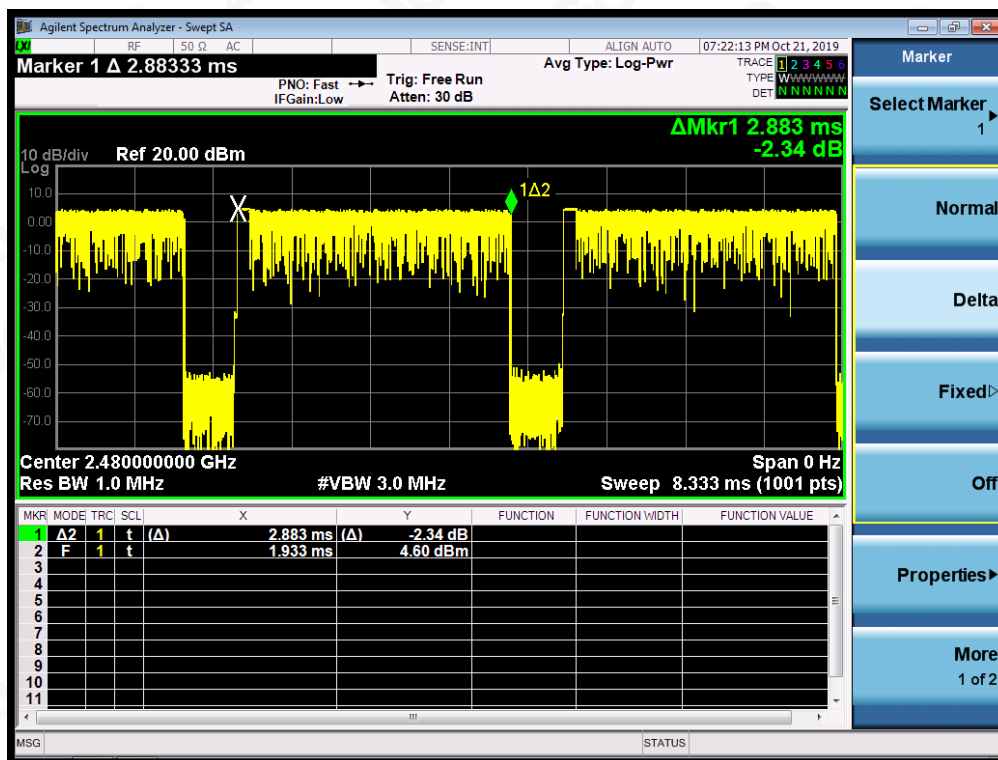 Agilent Spectrum Analyzer - Swept SA
LXI RF 50 Ω AC SENSE:INT ALIGN AUTO 07:22:13 PM Oct 21, 2019
Marker 1 Δ 2.88333 ms
PNO: Fast
IFGain:Low
Trig: Free Run
Atten: 30 dB
Avg Type: Log-Pwr
TRACE 1 2 3 4 5 6
TYPE WWWWWWW
DET N N N N N N
ΔMkr1 2.883 ms
-2.34 dB
10 dB/div Ref 20.00 dBm
Log
10.0
0.00
-10.0
-20.0
-30.0
-40.0
-50.0
-60.0
-70.0
X
1Δ2
Center 2.480000000 GHz Span 0 Hz
Res BW 1.0 MHz #VBW 3.0 MHz Sweep 8.333 ms (1001 pts)
MKR MODE TRC SCL X Y FUNCTION FUNCTION WIDTH FUNCTION VALUE
1 Δ2 1 t (Δ) 2.883 ms (Δ) -2.34 dB
2 F 1 t 1.933 ms 4.60 dBm
3
4
5
6
7
8
9
10
11
MSG STATUS
Marker
Select Marker
1
Normal
Delta
Fixed
Off
Properties
More
1 of 2